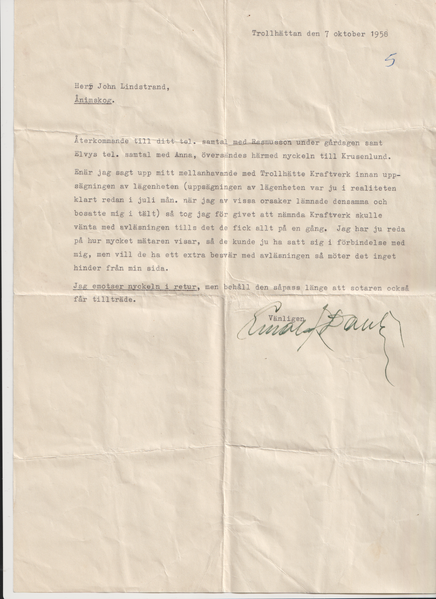 Trollhättan den 7 oktober 1958
5
Herr John Lindstrand,
Ånimskog.
Återkommande till ditt tel. samtal med Rasmusson under gårdagen samt
Elvys tel. samtal med Anna, översändes härmed nyckeln till Krusenlund.
Enär jag sagt upp mitt mellanhavande med Trollhätte Kraftverk innan upp-
sägningen av lägenheten (uppsägningen av lägenheten var ju i realiteten
klart redan i juli mån. när jag av vissa orsaker lämnade densamma och
bosatte mig i tält) så tog jag för givet att nämnda Kraftverk skulle
vänta med avläsningen tills det de fick allt på en gång. Jag har ju reda
på hur mycket mätaren visar, så de kunde ju ha satt sig i förbindelse med
mig, men vill de ha ett extra besvär med avläsningen så möter det inget
hinder från min sida.
Jag emotser nyckeln i retur, men behåll den såpass länge att sotaren också
får tillträde.
Vänligen